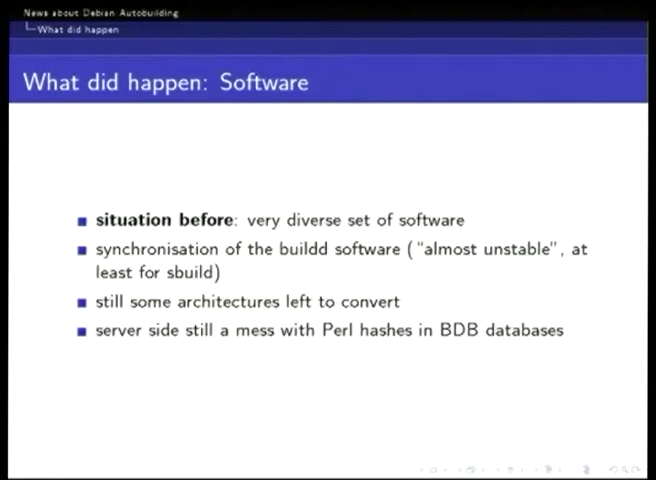 News about Debian Autobuilding
What did happen
What did happen: Software
situation before: very diverse set of software
synchronisation of the buildd software ("almost unstable", at
least for sbuild)
still some architectures left to convert
server side still a mess with Perl hashes in BDB databases